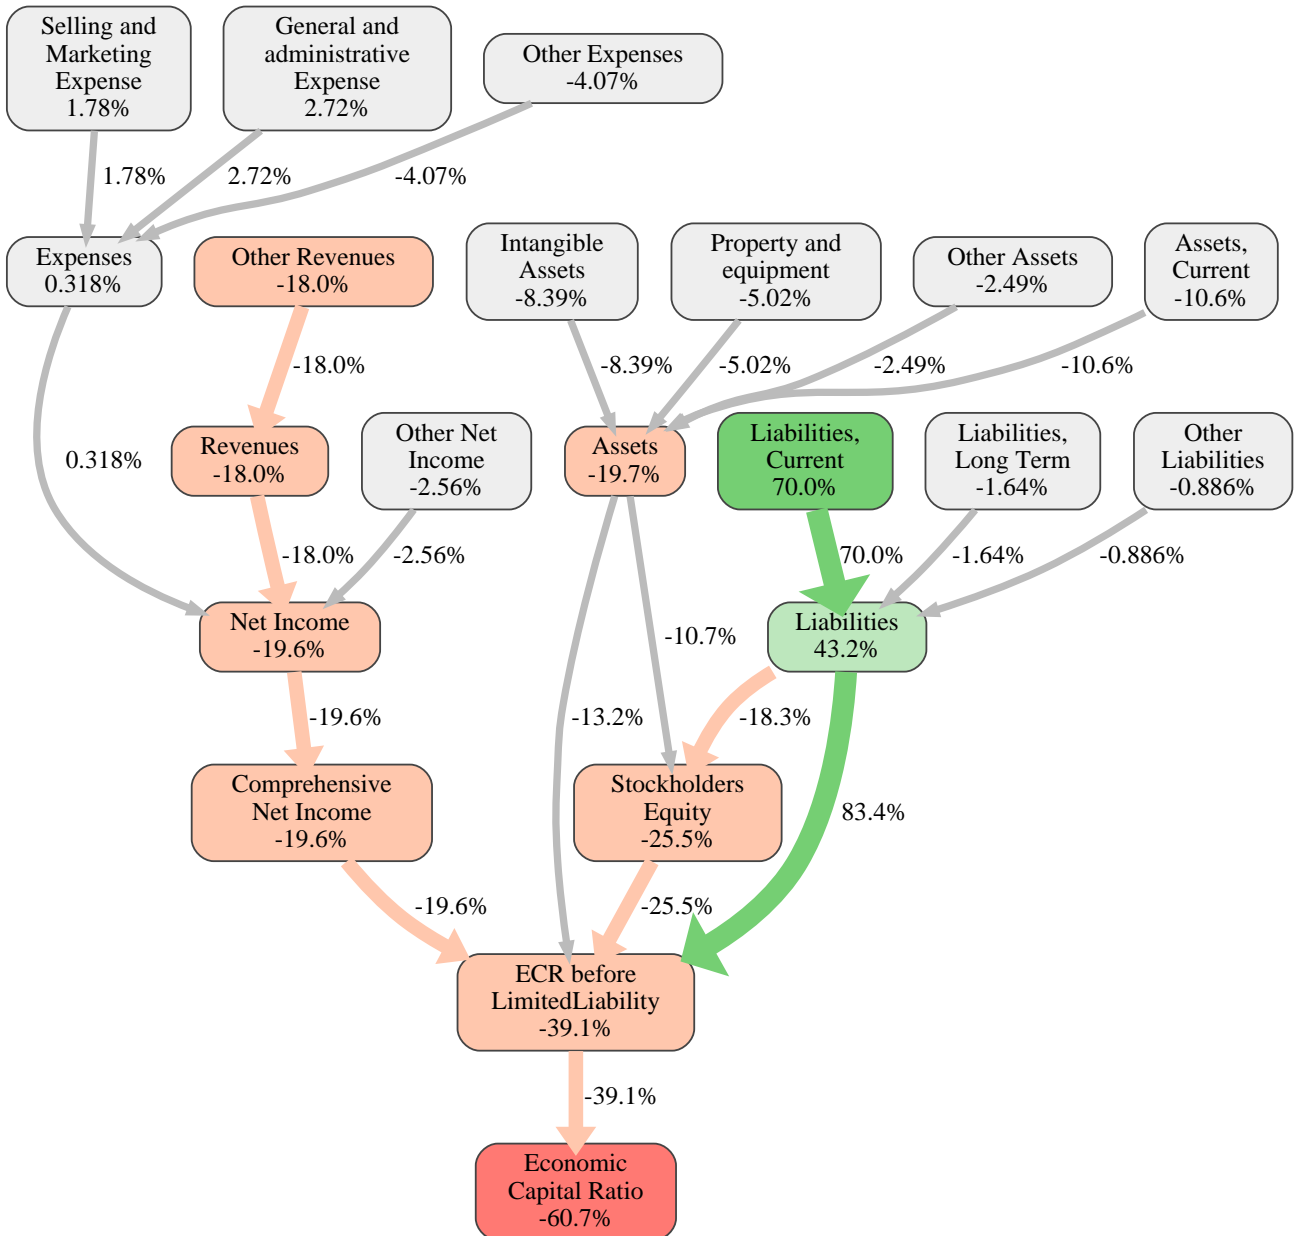 Selling and
Marketing
Expense
1.78%
General and
administrative
Expense
2.72%
Other Expenses
-4.07%
1.78%
2.72%
-4.07%
Expenses
0.318%
Other Revenues
-18.0%
Intangible
Assets
-8.39%
Property and
equipment
-5.02%
Other Assets
-2.49%
Assets,
Current
-10.6%
-18.0%
-8.39%
-5.02%
-2.49%
-10.6%
0.318%
Revenues
-18.0%
Other Net
Income
-2.56%
Assets
-19.7%
Liabilities,
Current
70.0%
Liabilities,
Long Term
-1.64%
Other
Liabilities
-0.886%
-18.0%
-2.56%
70.0%
-1.64%
-0.886%
Net Income
-19.6%
-10.7%
Liabilities
43.2%
-19.6%
-13.2%
-18.3%
Comprehensive
Net Income
-19.6%
Stockholders
Equity
-25.5%
83.4%
-19.6%
-25.5%
ECR before
LimitedLiability
-39.1%
-39.1%
Economic
Capital Ratio
-60.7%